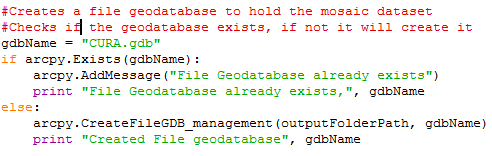 #Creates a file geodatabase to hold the mosaic dataset
#Checks if the geodatabase exists, if not it will create it
gdbName = "CURA.gdb"
if arcpy.Exists(gdbName):
    arcpy.AddMessage("File Geodatabase already exists")
    print "File Geodatabase already exists,", gdbName
else:
    arcpy.CreateFileGDB_management(outputFolderPath, gdbName)
    print "Created File geodatabase", gdbName